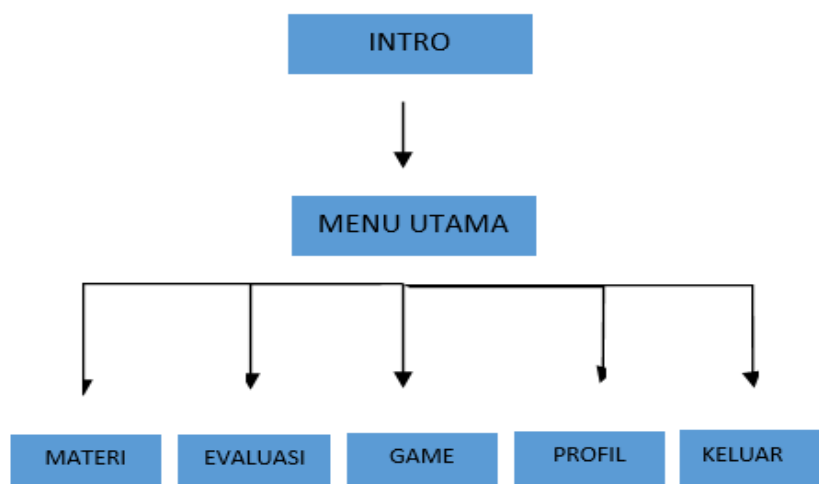 INTRO
MENU UTAMA
MATERI
EVALUASI
GAME
PROFIL
KELUAR